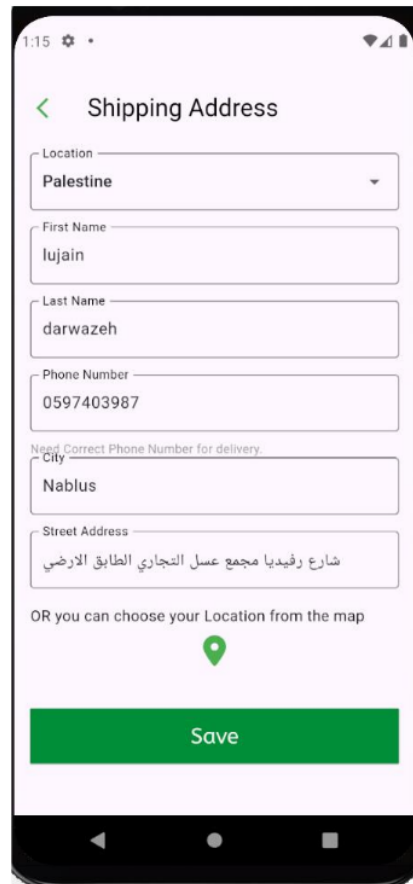 1:15
Shipping Address
Location
Palestine
First Name
lujain
Last Name
darwazeh
Phone Number
0597403987
Need Correct Phone Number for delivery.
City
Nablus
Street Address
شارع رفيديا مجمع عسل التجاري الطابق الارضي
OR you can choose your Location from the map
Save